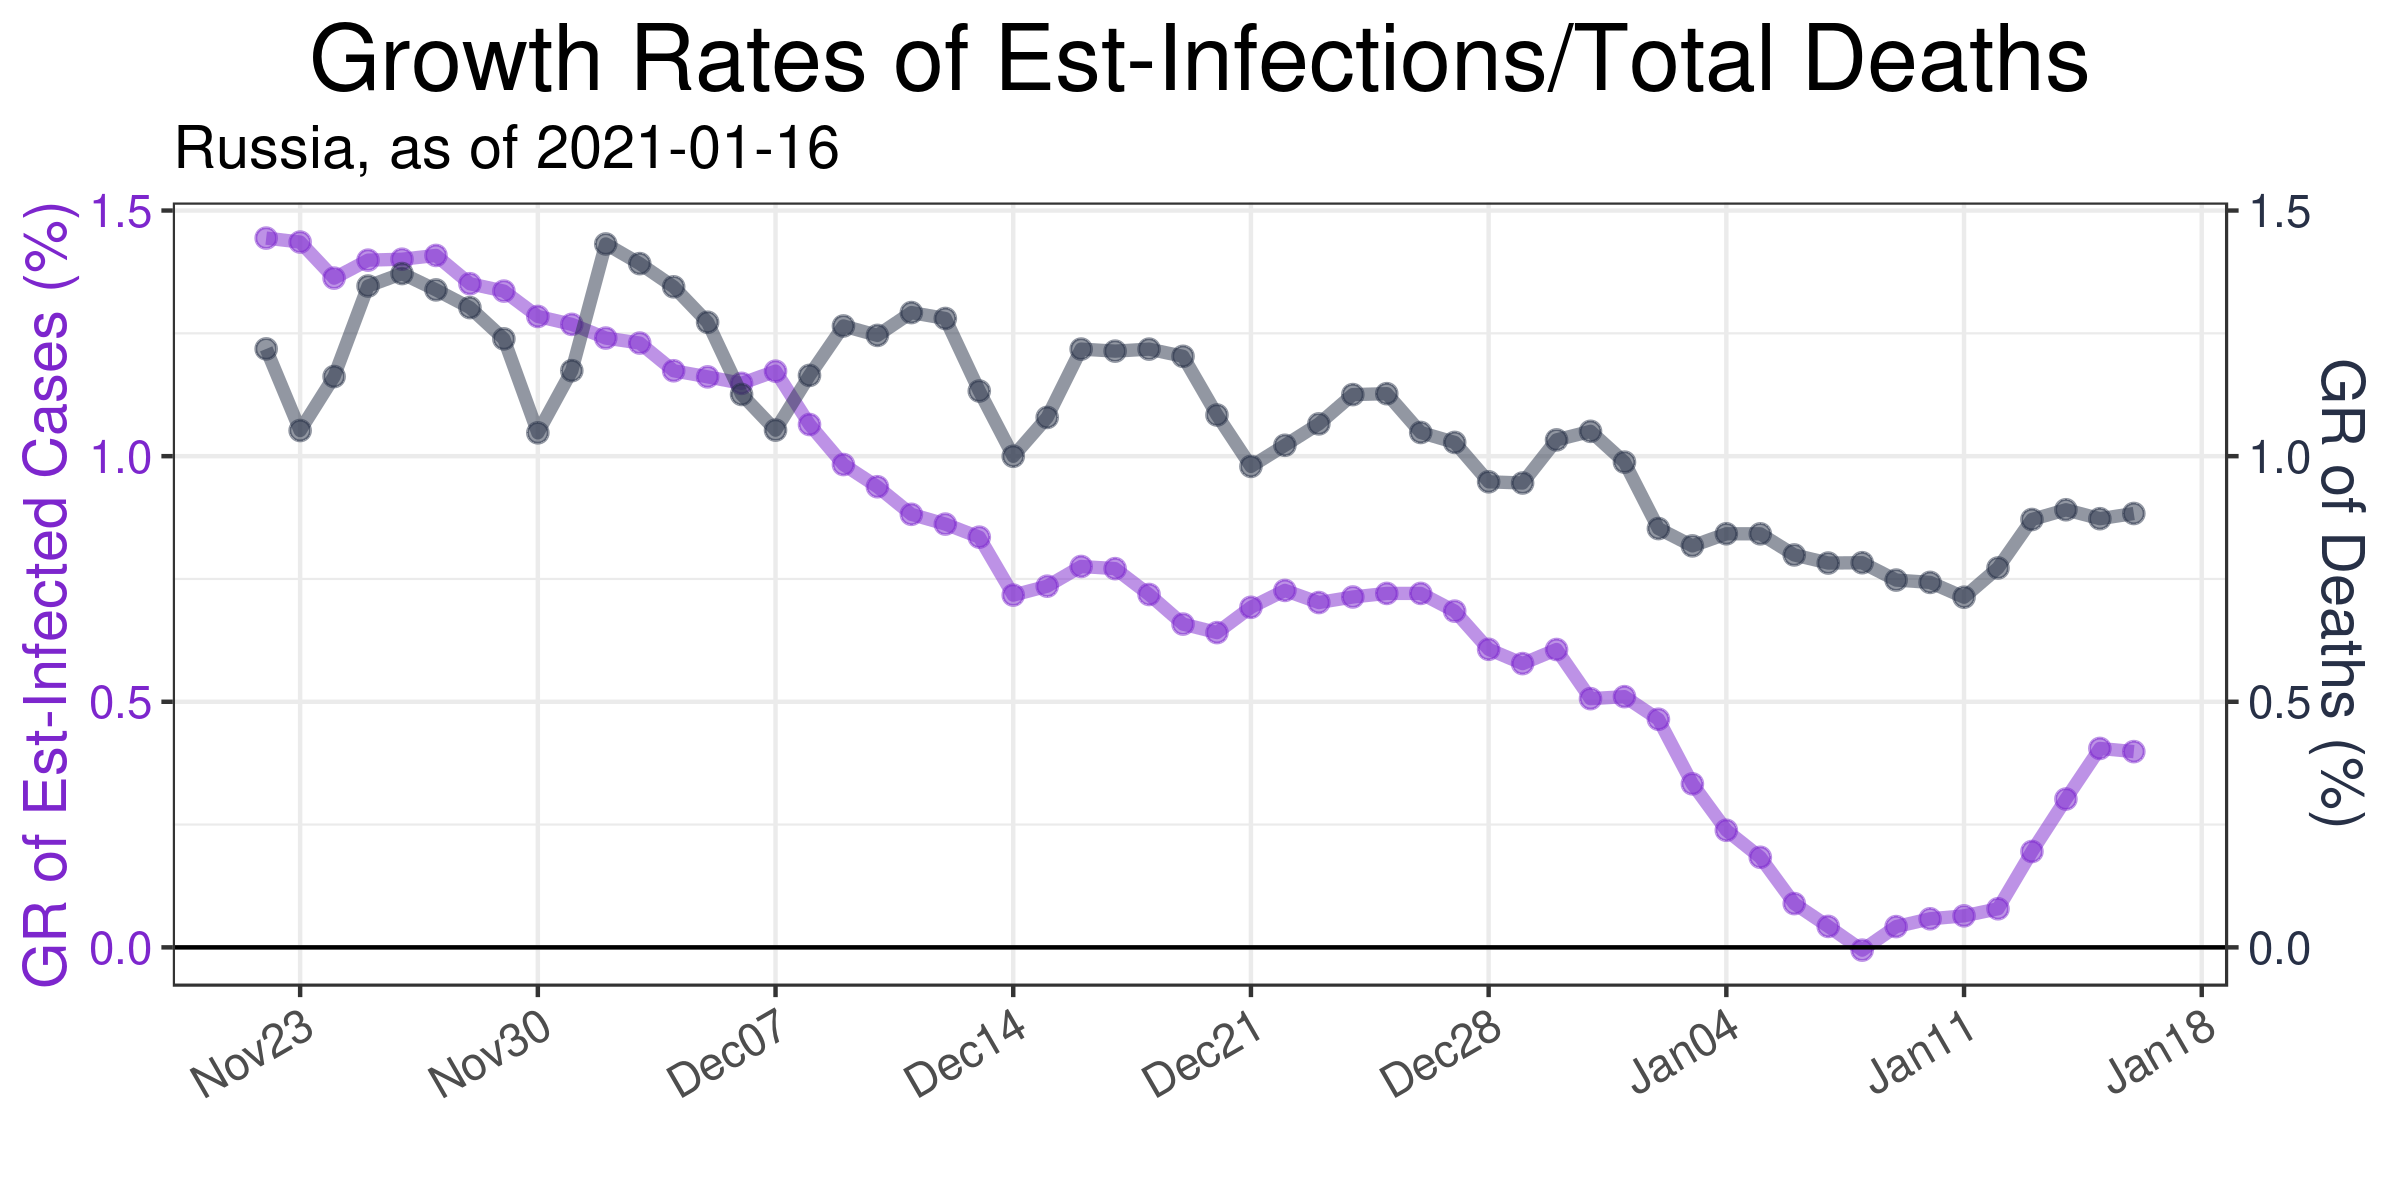 Growth Rates of Est-Infections/Total Deaths
Russia, as of 2021-01-16
GR of Est-Infected Cases (%)
1.5
1.0
0.5
0.0
1.5
1.0
0.5
0.0
GR of Deaths (%)
Nov23
Nov30
Dec07
Dec14
Dec21
Dec28
Jan04
Jan11
Jan18